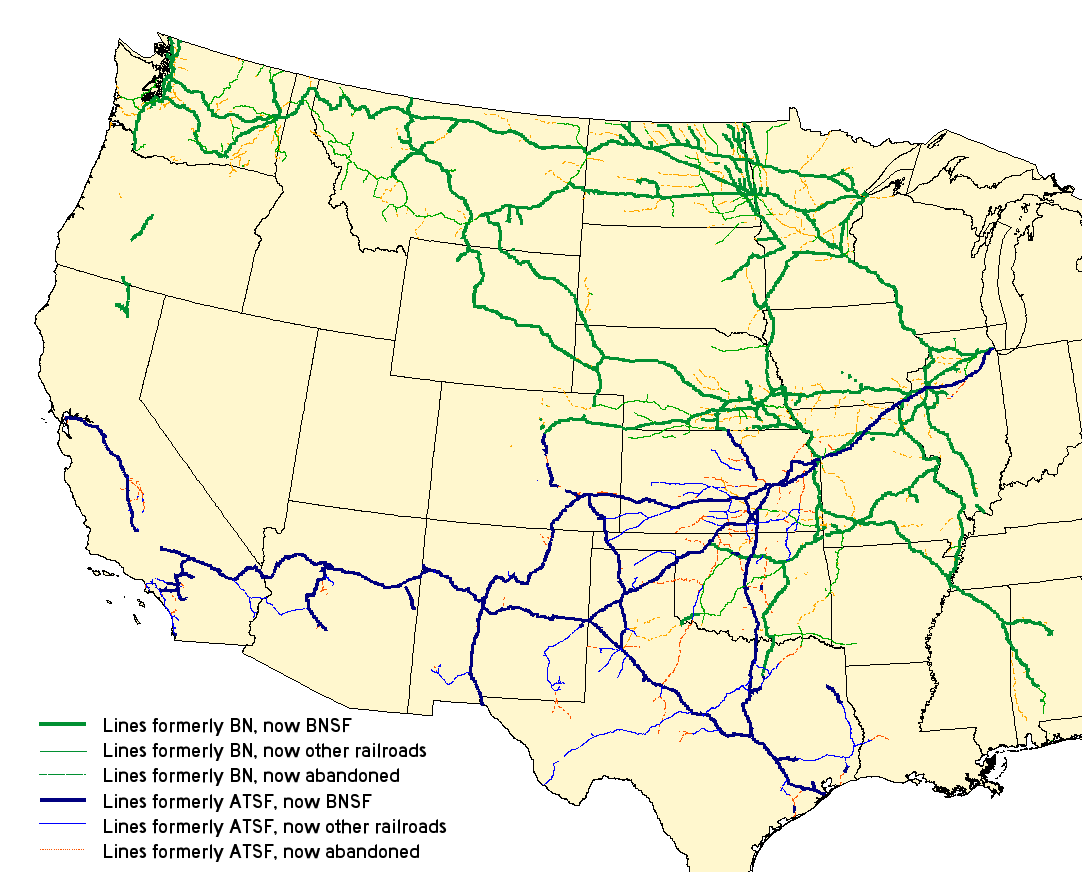 Lines formerly BN, now BNSF
Lines formerly BN, now other railroads
Lines formerly BN, now abandoned
Lines formerly ATSF, now BNSF
Lines formerly ATSF, now other railroads
Lines formerly ATSF, now abandoned